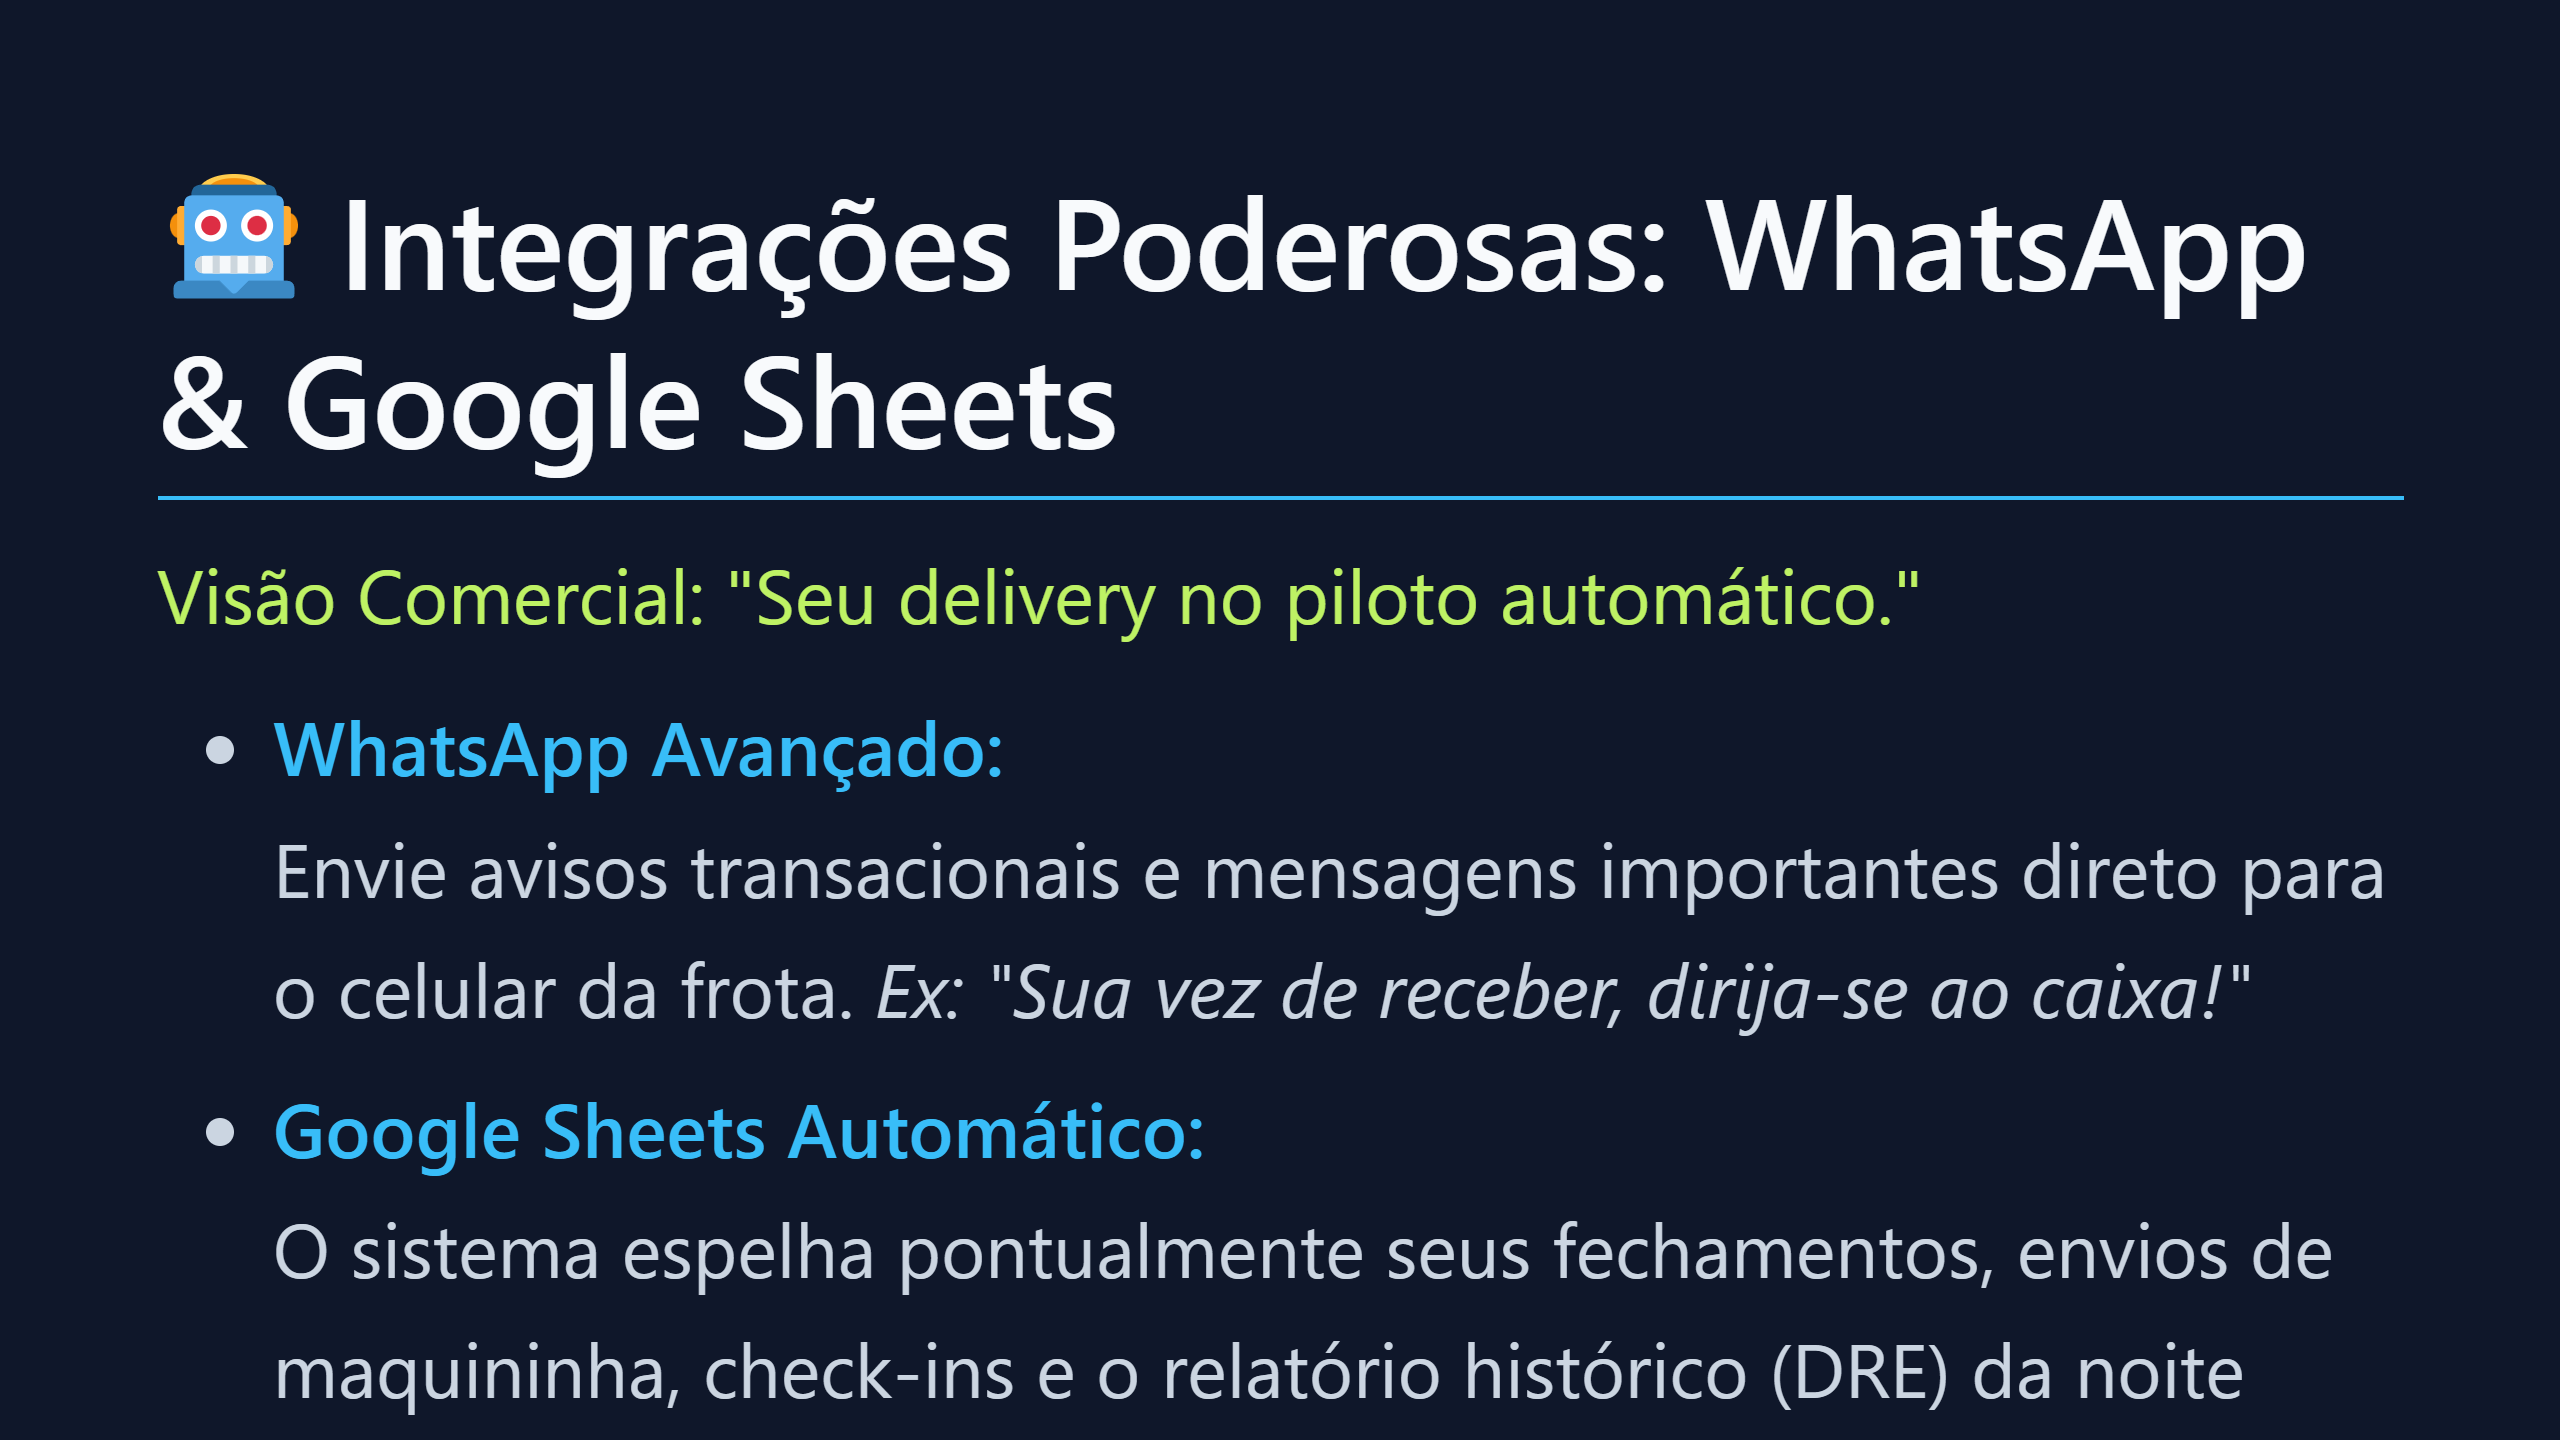 Integrações Poderosas: WhatsApp
& Google Sheets
Visão Comercial: "Seu delivery no piloto automático."
• WhatsApp Avançado:
Envie avisos transacionais e mensagens importantes direto para
o celular da frota. Ex: "Sua vez de receber, dirija-se ao caixa!"
• Google Sheets Automático:
O sistema espelha pontualmente seus fechamentos, envios de
maquininha, check-ins e o relatório histórico (DRE) da noite